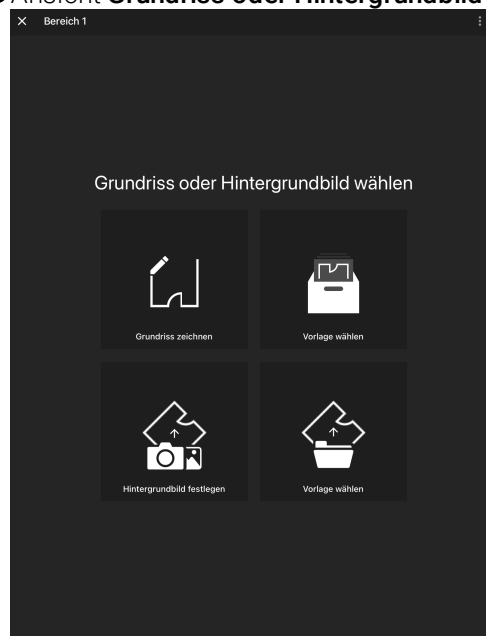 Ansicht Grundriss oder Hintergrundbild
Bereich 1
Grundriss oder Hintergrundbild wählen
Grundriss zeichnen
Vorlage wählen
Hintergrundbild festlegen
Vorlage wählen